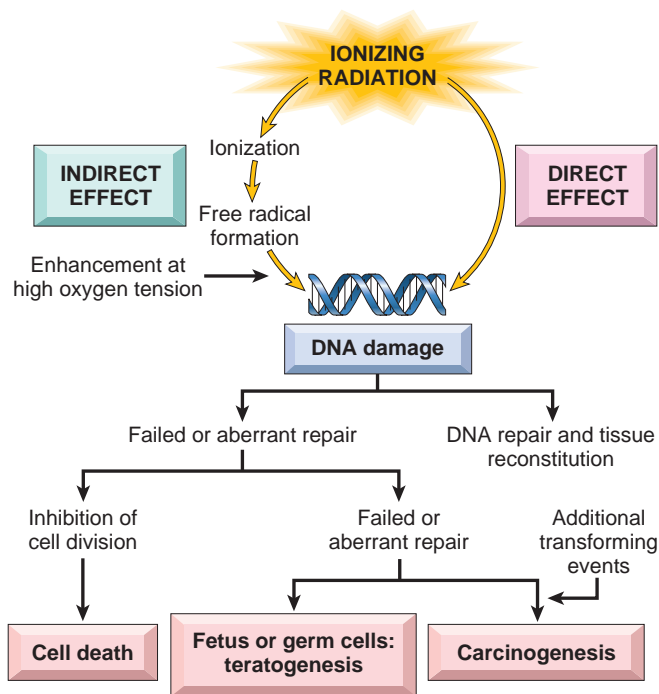 IONIZING
RADIATION
Ionization
INDIRECT
EFFECT
DIRECT
EFFECT
Free radical
formation
Enhancement at
high oxygen tension
DNA damage
Failed or aberrant repair
DNA repair and tissue
reconstitution
Inhibition of
cell division
Failed or
aberrant repair
Additional
transforming
events
Cell death
Fetus or germ cells:
teratogenesis
Carcinogenesis